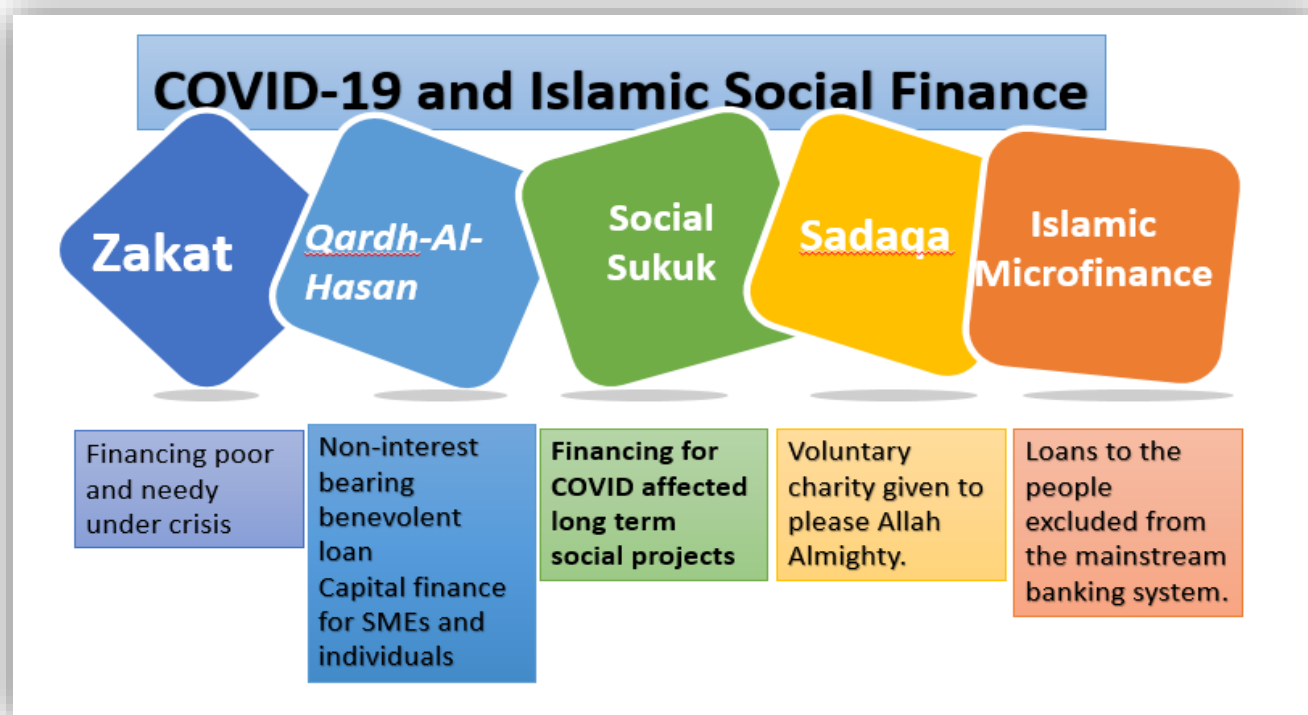 COVID-19 and Islamic Social Finance
Zakat
Qardh-Al-
Hasan
Social
Sukuk
Sadaqa
Islamic
Microfinance
Financing poor
and needy
under crisis
Non-interest
bearing
benevolent
loan
Capital finance
for SMEs and
individuals
Financing for
COVID affected
long term
social projects
Voluntary
charity given to
please Allah
Almighty.
Loans to the
people
excluded from
the mainstream
banking system.